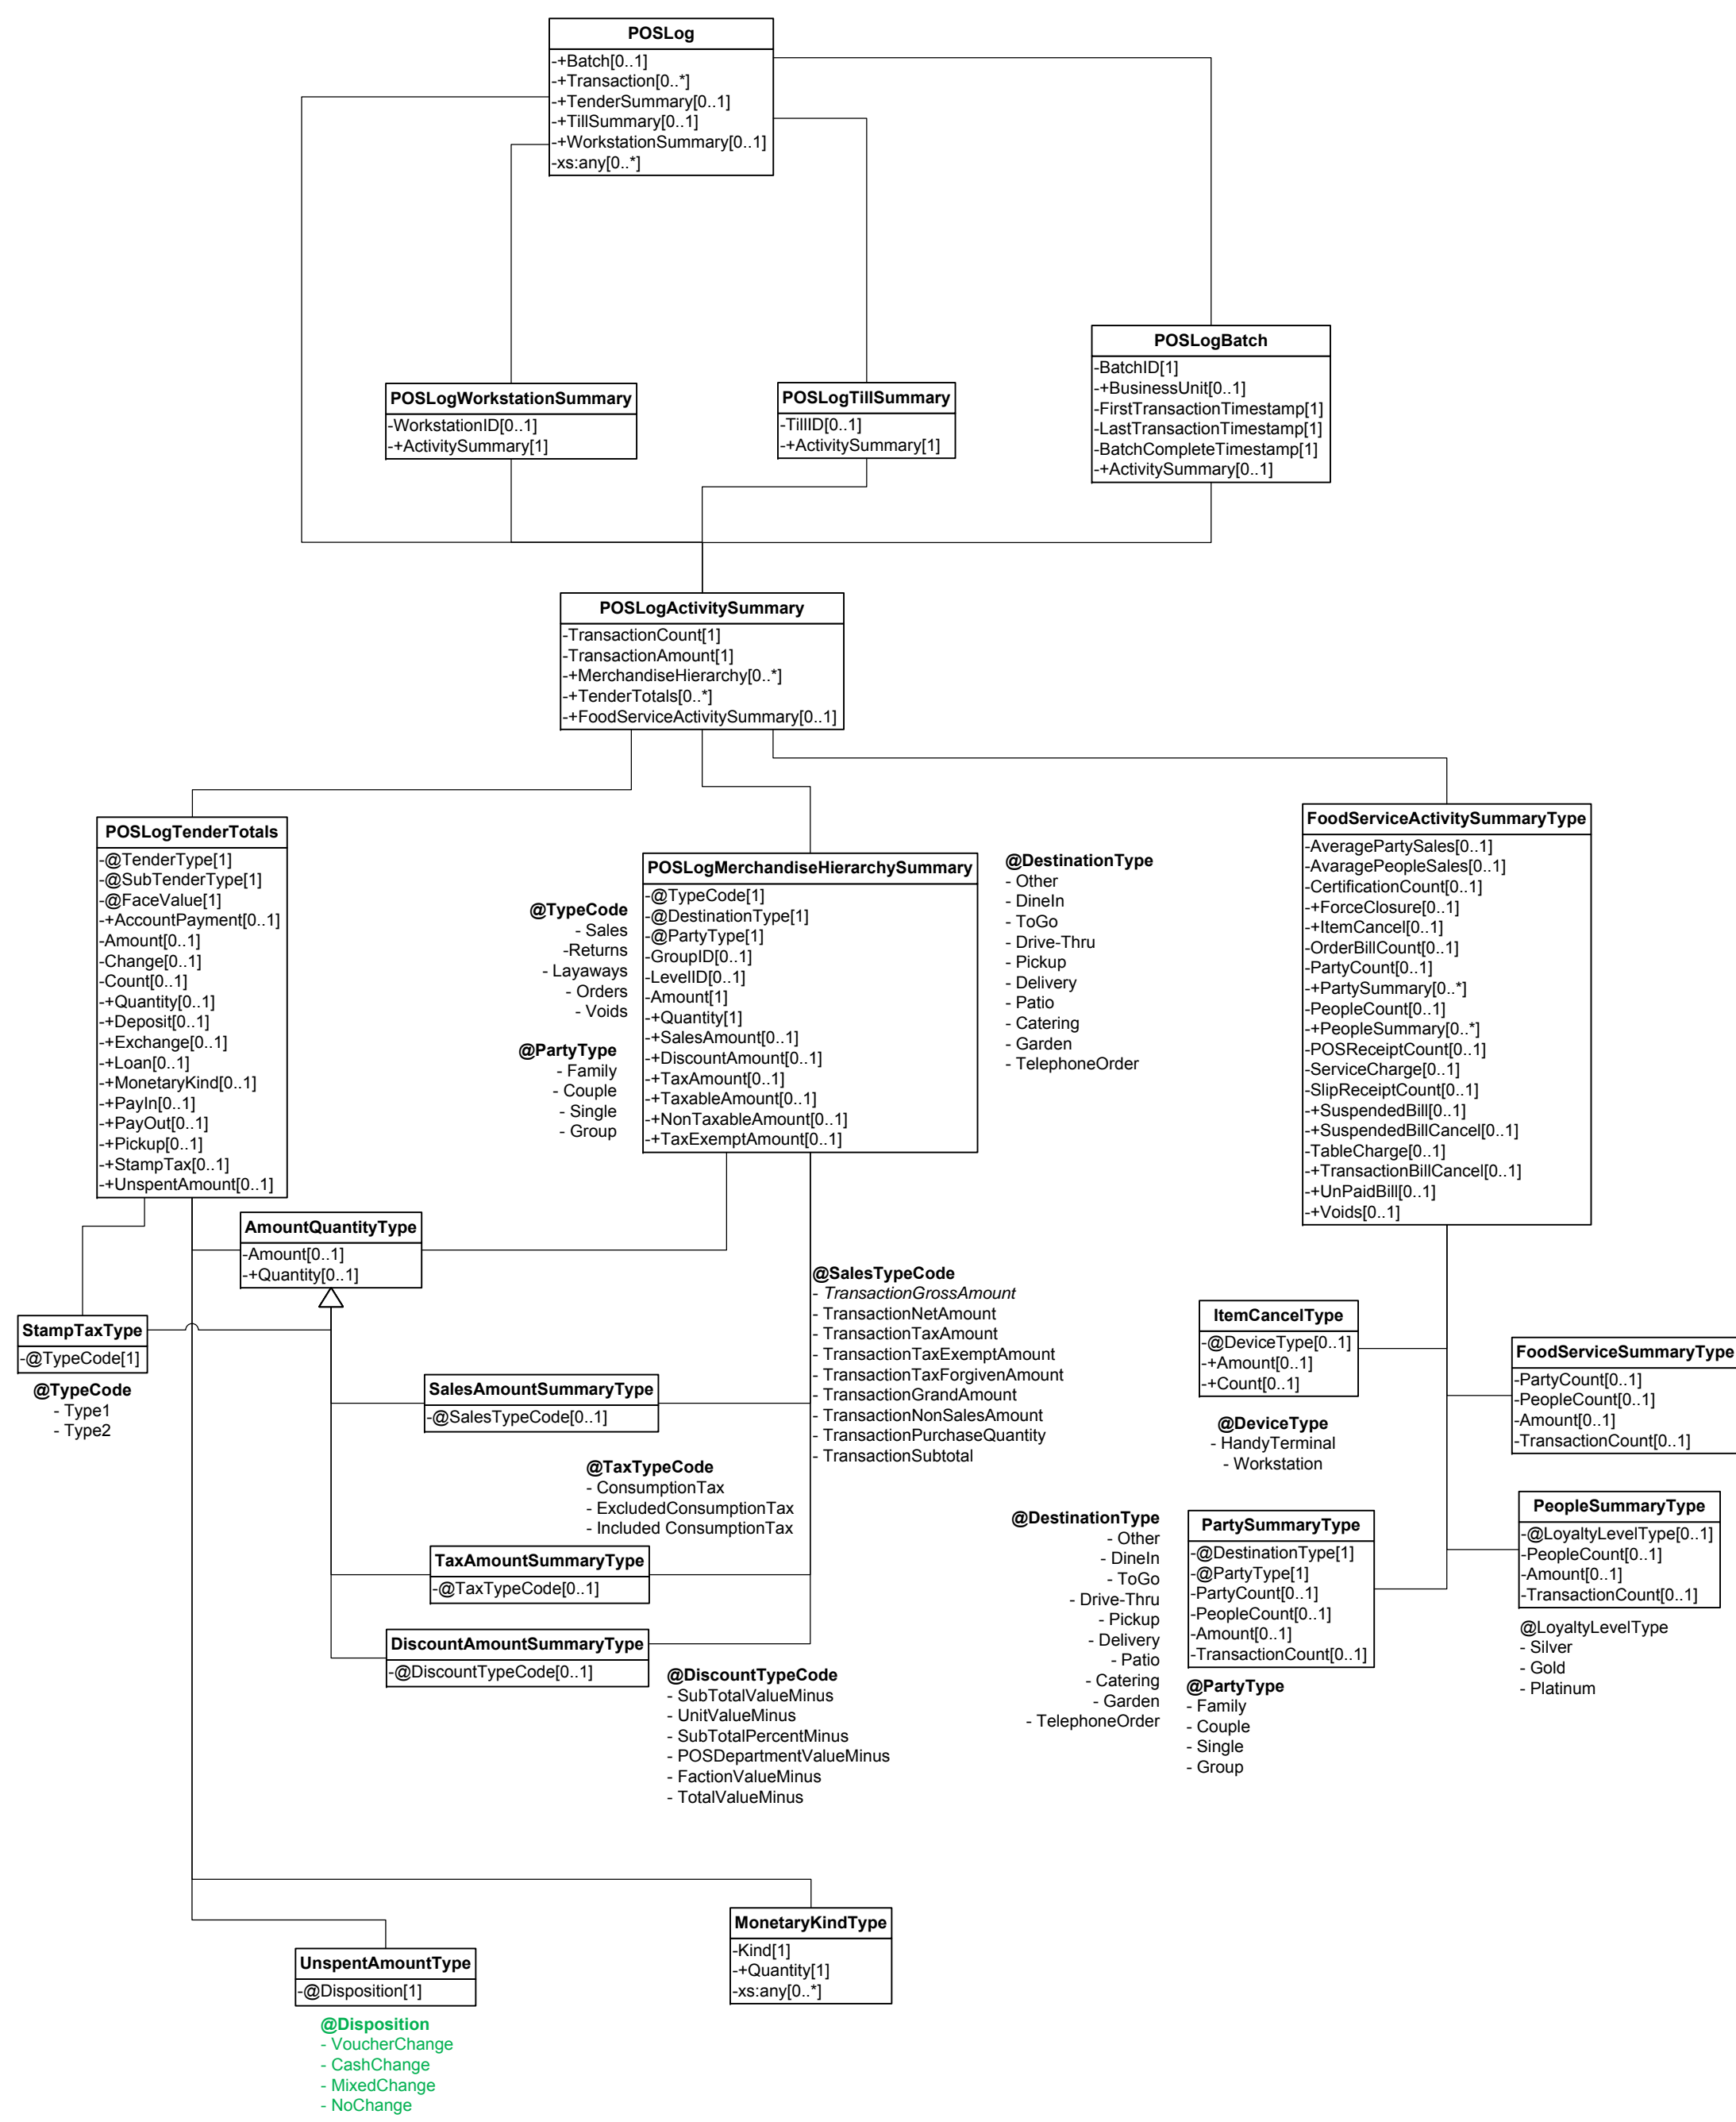 POSLog
-+Batch[0..1]
-+Transaction[0..*]
-+TenderSummary[0..1]
-+TillSummary[0..1]
-+WorkstationSummary[0..1]
-xs:any[0..*]
POSLogBatch
-BatchID[1]
-+BusinessUnit[0..1]
-FirstTransactionTimestamp[1]
-LastTransactionTimestamp[1]
-BatchCompleteTimestamp[1]
-+ActivitySummary[0..1]
POSLogWorkstationSummary
-WorkstationID[0..1]
-+ActivitySummary[1]
POSLogTillSummary
-TillID[0..1]
-+ActivitySummary[1]
POSLogActivitySummary
-TransactionCount[1]
-TransactionAmount[1]
-+MerchandiseHierarchy[0..*]
-+TenderTotals[0..*]
-+FoodServiceActivitySummary[0..1]
POSLogTenderTotals
-@TenderType[1]
-@SubTenderType[1]
-@FaceValue[1]
-+AccountPayment[0..1]
-Amount[0..1]
-Change[0..1]
-Count[0..1]
-+Quantity[0..1]
-+Deposit[0..1]
-+Exchange[0..1]
-+Loan[0..1]
-+MonetaryKind[0..1]
-+PayIn[0..1]
-+PayOut[0..1]
-+Pickup[0..1]
-+StampTax[0..1]
-+UnspentAmount[0..1]
@TypeCode
- Sales
-Returns
- Layaways
- Orders
- Voids
@PartyType
- Family
- Couple
- Single
- Group
POSLogMerchandiseHierarchySummary
-@TypeCode[1]
-@DestinationType[1]
-@PartyType[1]
-GroupID[0..1]
-LevelID[0..1]
-Amount[1]
-+Quantity[1]
-+SalesAmount[0..1]
-+DiscountAmount[0..1]
-+TaxAmount[0..1]
-+TaxableAmount[0..1]
-+NonTaxableAmount[0..1]
-+TaxExemptAmount[0..1]
@DestinationType
- Other
- DineIn
- ToGo
- Drive-Thru
- Pickup
- Delivery
- Patio
- Catering
- Garden
- TelephoneOrder
FoodServiceActivitySummaryType
-AveragePartySales[0..1]
-AvaragePeopleSales[0..1]
-CertificationCount[0..1]
-+ForceClosure[0..1]
-+ItemCancel[0..1]
-OrderBillCount[0..1]
-PartyCount[0..1]
-+PartySummary[0..*]
-PeopleCount[0..1]
-+PeopleSummary[0..*]
-POSReceiptCount[0..1]
-ServiceCharge[0..1]
-SlipReceiptCount[0..1]
-+SuspendedBill[0..1]
-+SuspendedBillCancel[0..1]
-TableCharge[0..1]
-+TransactionBillCancel[0..1]
-+UnPaidBill[0..1]
-+Voids[0..1]
AmountQuantityType
-Amount[0..1]
-+Quantity[0..1]
StampTaxType
-@TypeCode[1]
@TypeCode
- Type1
- Type2
@SalesTypeCode
- TransactionGrossAmount
- TransactionNetAmount
- TransactionTaxAmount
- TransactionTaxExemptAmount
- TransactionTaxForgivenAmount
- TransactionGrandAmount
- TransactionNonSalesAmount
- TransactionPurchaseQuantity
- TransactionSubtotal
SalesAmountSummaryType
-@SalesTypeCode[0..1]
@TaxTypeCode
- ConsumptionTax
- ExcludedConsumptionTax
- Included ConsumptionTax
TaxAmountSummaryType
-@TaxTypeCode[0..1]
DiscountAmountSummaryType
-@DiscountTypeCode[0..1]
@DiscountTypeCode
- SubTotalValueMinus
- UnitValueMinus
- SubTotalPercentMinus
- POSDepartmentValueMinus
- FactionValueMinus
- TotalValueMinus
ItemCancelType
-@DeviceType[0..1]
-+Amount[0..1]
-+Count[0..1]
@DeviceType
- HandyTerminal
- Workstation
FoodServiceSummaryType
-PartyCount[0..1]
-PeopleCount[0..1]
-Amount[0..1]
-TransactionCount[0..1]
@DestinationType
- Other
- DineIn
- ToGo
- Drive-Thru
- Pickup
- Delivery
- Patio
- Catering
- Garden
- TelephoneOrder
PartySummaryType
-@DestinationType[1]
-@PartyType[1]
-PartyCount[0..1]
-PeopleCount[0..1]
-Amount[0..1]
-TransactionCount[0..1]
@PartyType
- Family
- Couple
- Single
- Group
PeopleSummaryType
-@LoyaltyLevelType[0..1]
-PeopleCount[0..1]
-Amount[0..1]
-TransactionCount[0..1]
@LoyaltyLevelType
- Silver
- Gold
- Platinum
MonetaryKindType
-Kind[1]
-+Quantity[1]
-xs:any[0..*]
UnspentAmountType
-@Disposition[1]
@Disposition
- VoucherChange
- CashChange
- MixedChange
- NoChange